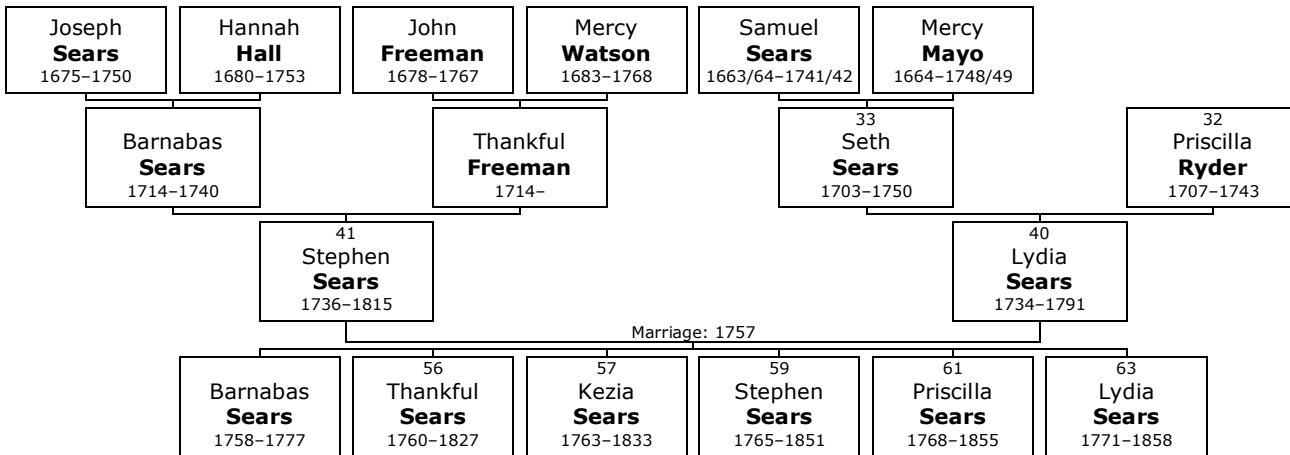 Joseph
Sears
1675–1750
Hannah
Hall
1680–1753
John
Freeman
1678–1767
Mercy
Watson
1683–1768
Samuel
Sears
1663/64–1741/42
Mercy
Mayo
1664–1748/49
Barnabas
Sears
1714–1740
Thankful
Freeman
1714–
33
Seth
Sears
1703–1750
32
Priscilla
Ryder
1707–1743
41
Stephen
Sears
1736–1815
40
Lydia
Sears
1734–1791
Marriage: 1757
Barnabas
Sears
1758–1777
56
Thankful
Sears
1760–1827
57
Kezia
Sears
1763–1833
59
Stephen
Sears
1765–1851
61
Priscilla
Sears
1768–1855
63
Lydia
Sears
1771–1858